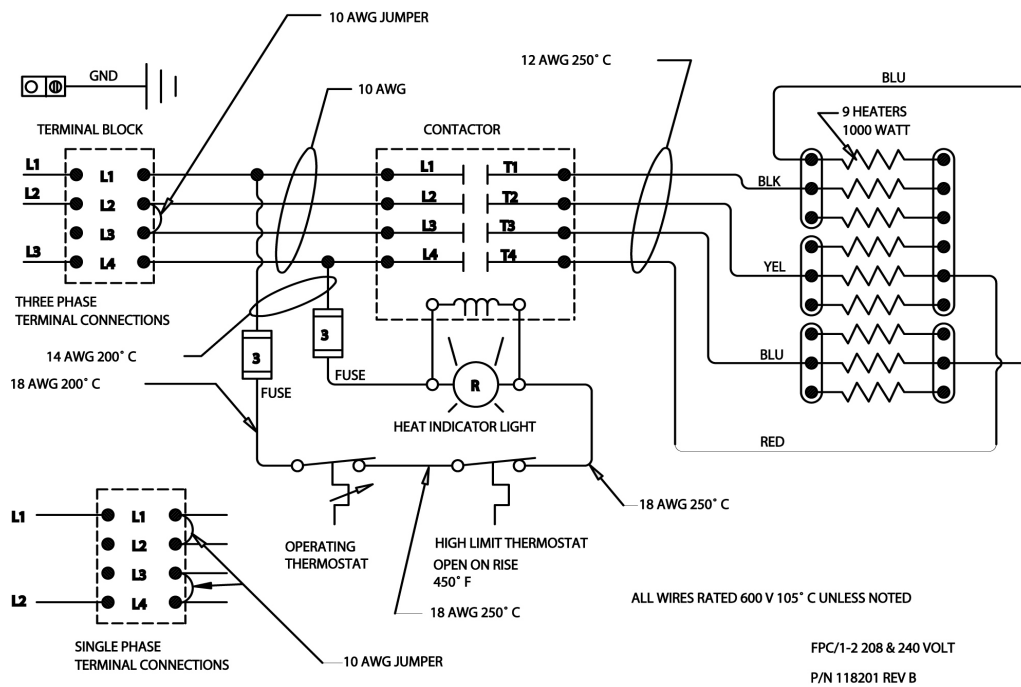 10 AWG JUMPER
12 AWG 250° C
GND
10 AWG
BLU
9 HEATERS
1000 WATT
TERMINAL BLOCK
CONTACTOR
L1
L1
L1
T1
BLK
L2
L2
L2
T2
L3
L3
T3
L3
L4
L4
T4
YEL
THREE PHASE
TERMINAL CONNECTIONS
3
3
14 AWG 200° C
BLU
FUSE
18 AWG 200° C
R
FUSE
HEAT INDICATOR LIGHT
RED
18 AWG 250° C
L1
L1
L2
L3
L2
L4
OPERATING
THERMOSTAT
HIGH LIMIT THERMOSTAT
OPEN ON RISE
450° F
18 AWG 250° C
ALL WIRES RATED 600 V 105° C UNLESS NOTED
SINGLE PHASE
TERMINAL CONNECTIONS
10 AWG JUMPER
FPC/1-2 208 & 240 VOLT
P/N 118201 REV B